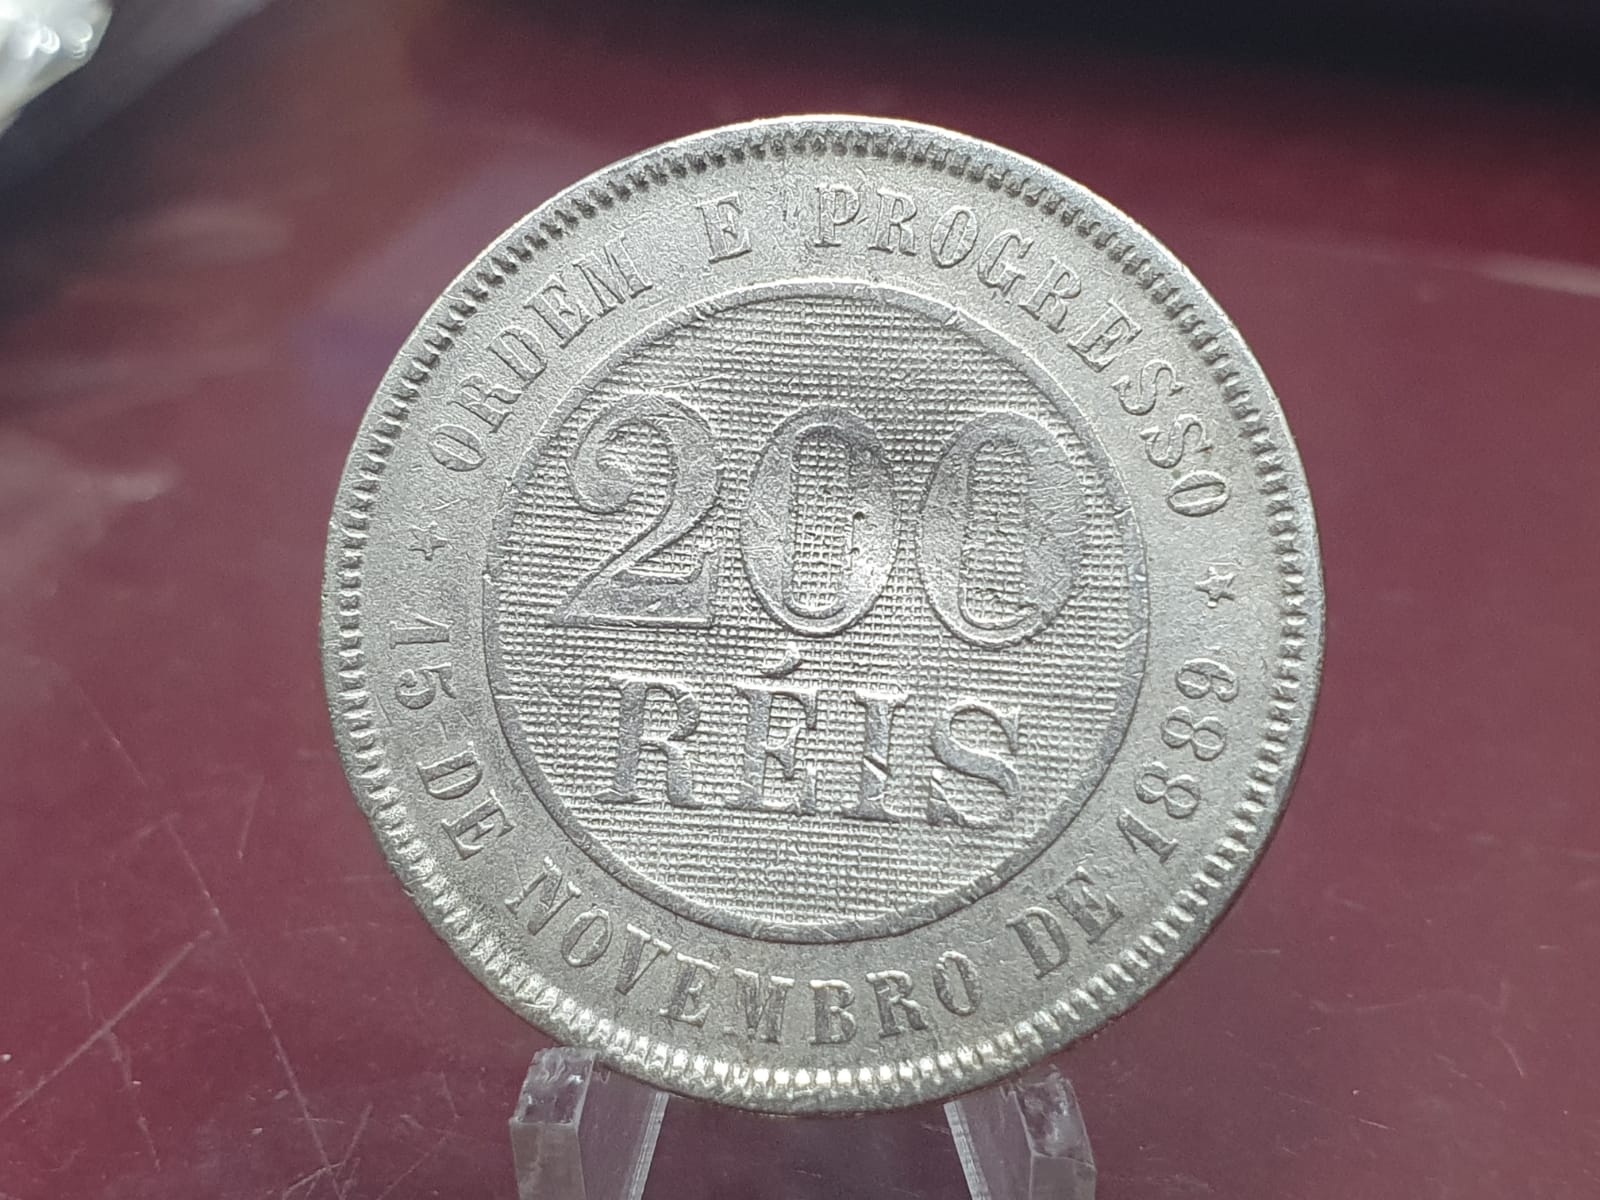 ORDEM E PROGRESSO
200
RÉIS
15 DE NOVEMBRO DE 1889